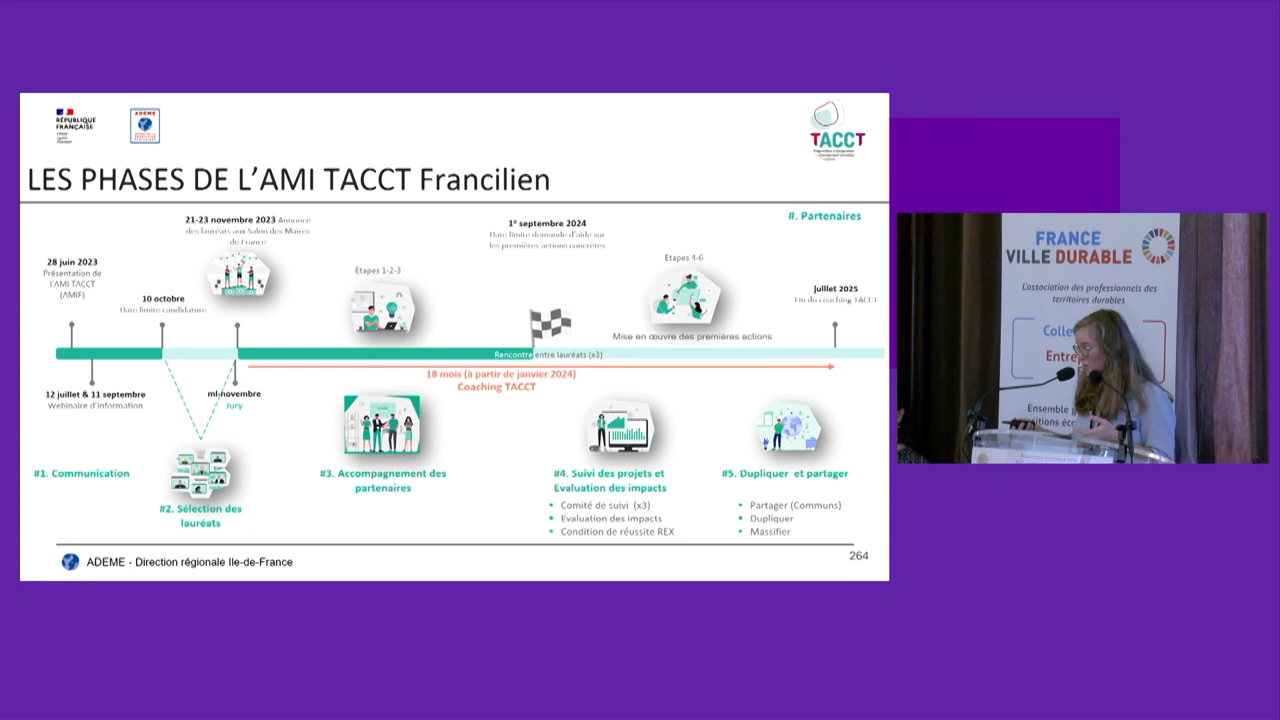 RÉPUBLIQUE
FRANÇAISE
ADEME
TACCT
LES PHASES DE L'AMI TACCT Francilien
#. Partenaires
21-23 novembre 2023 Annonce
des lauréats aux Salon des Maires
de France
1° septembre 2024
Date limite demande d'aide sur
les premières actions concrètes
28 juin 2023
Présentation de
l'AMI TACCT
(AMIF)
10 octobre
Date limite candidature
Etapes 1-2-3
Etapes 4-6
Juillet 2025
Fin du coaching TACCT
Mise en œuvre des premières actions
Rencontre entre lauréats (x3)
18 mois (à partir de janvier 2024)
Coaching TACCT
12 juillet & 11 septembre
Webinaire d'information
mi-novembre
Jury
#1. Communication
#2. Sélection des
lauréats
#3. Accompagnement des
partenaires
#4. Suivi des projets et
Evaluation des impacts
• Comité de suivi (x3)
• Evaluation des impacts
• Condition de réussite REX
#5. Dupliquer et partager
• Partager (Communs)
• Dupliquer
• Massifier
ADEME - Direction régionale Ile-de-France
264
FRANCE
VILLE DURABLE
L'association des professionnels des
territoires durables
Colle
Entre
Ensemble
itions éco